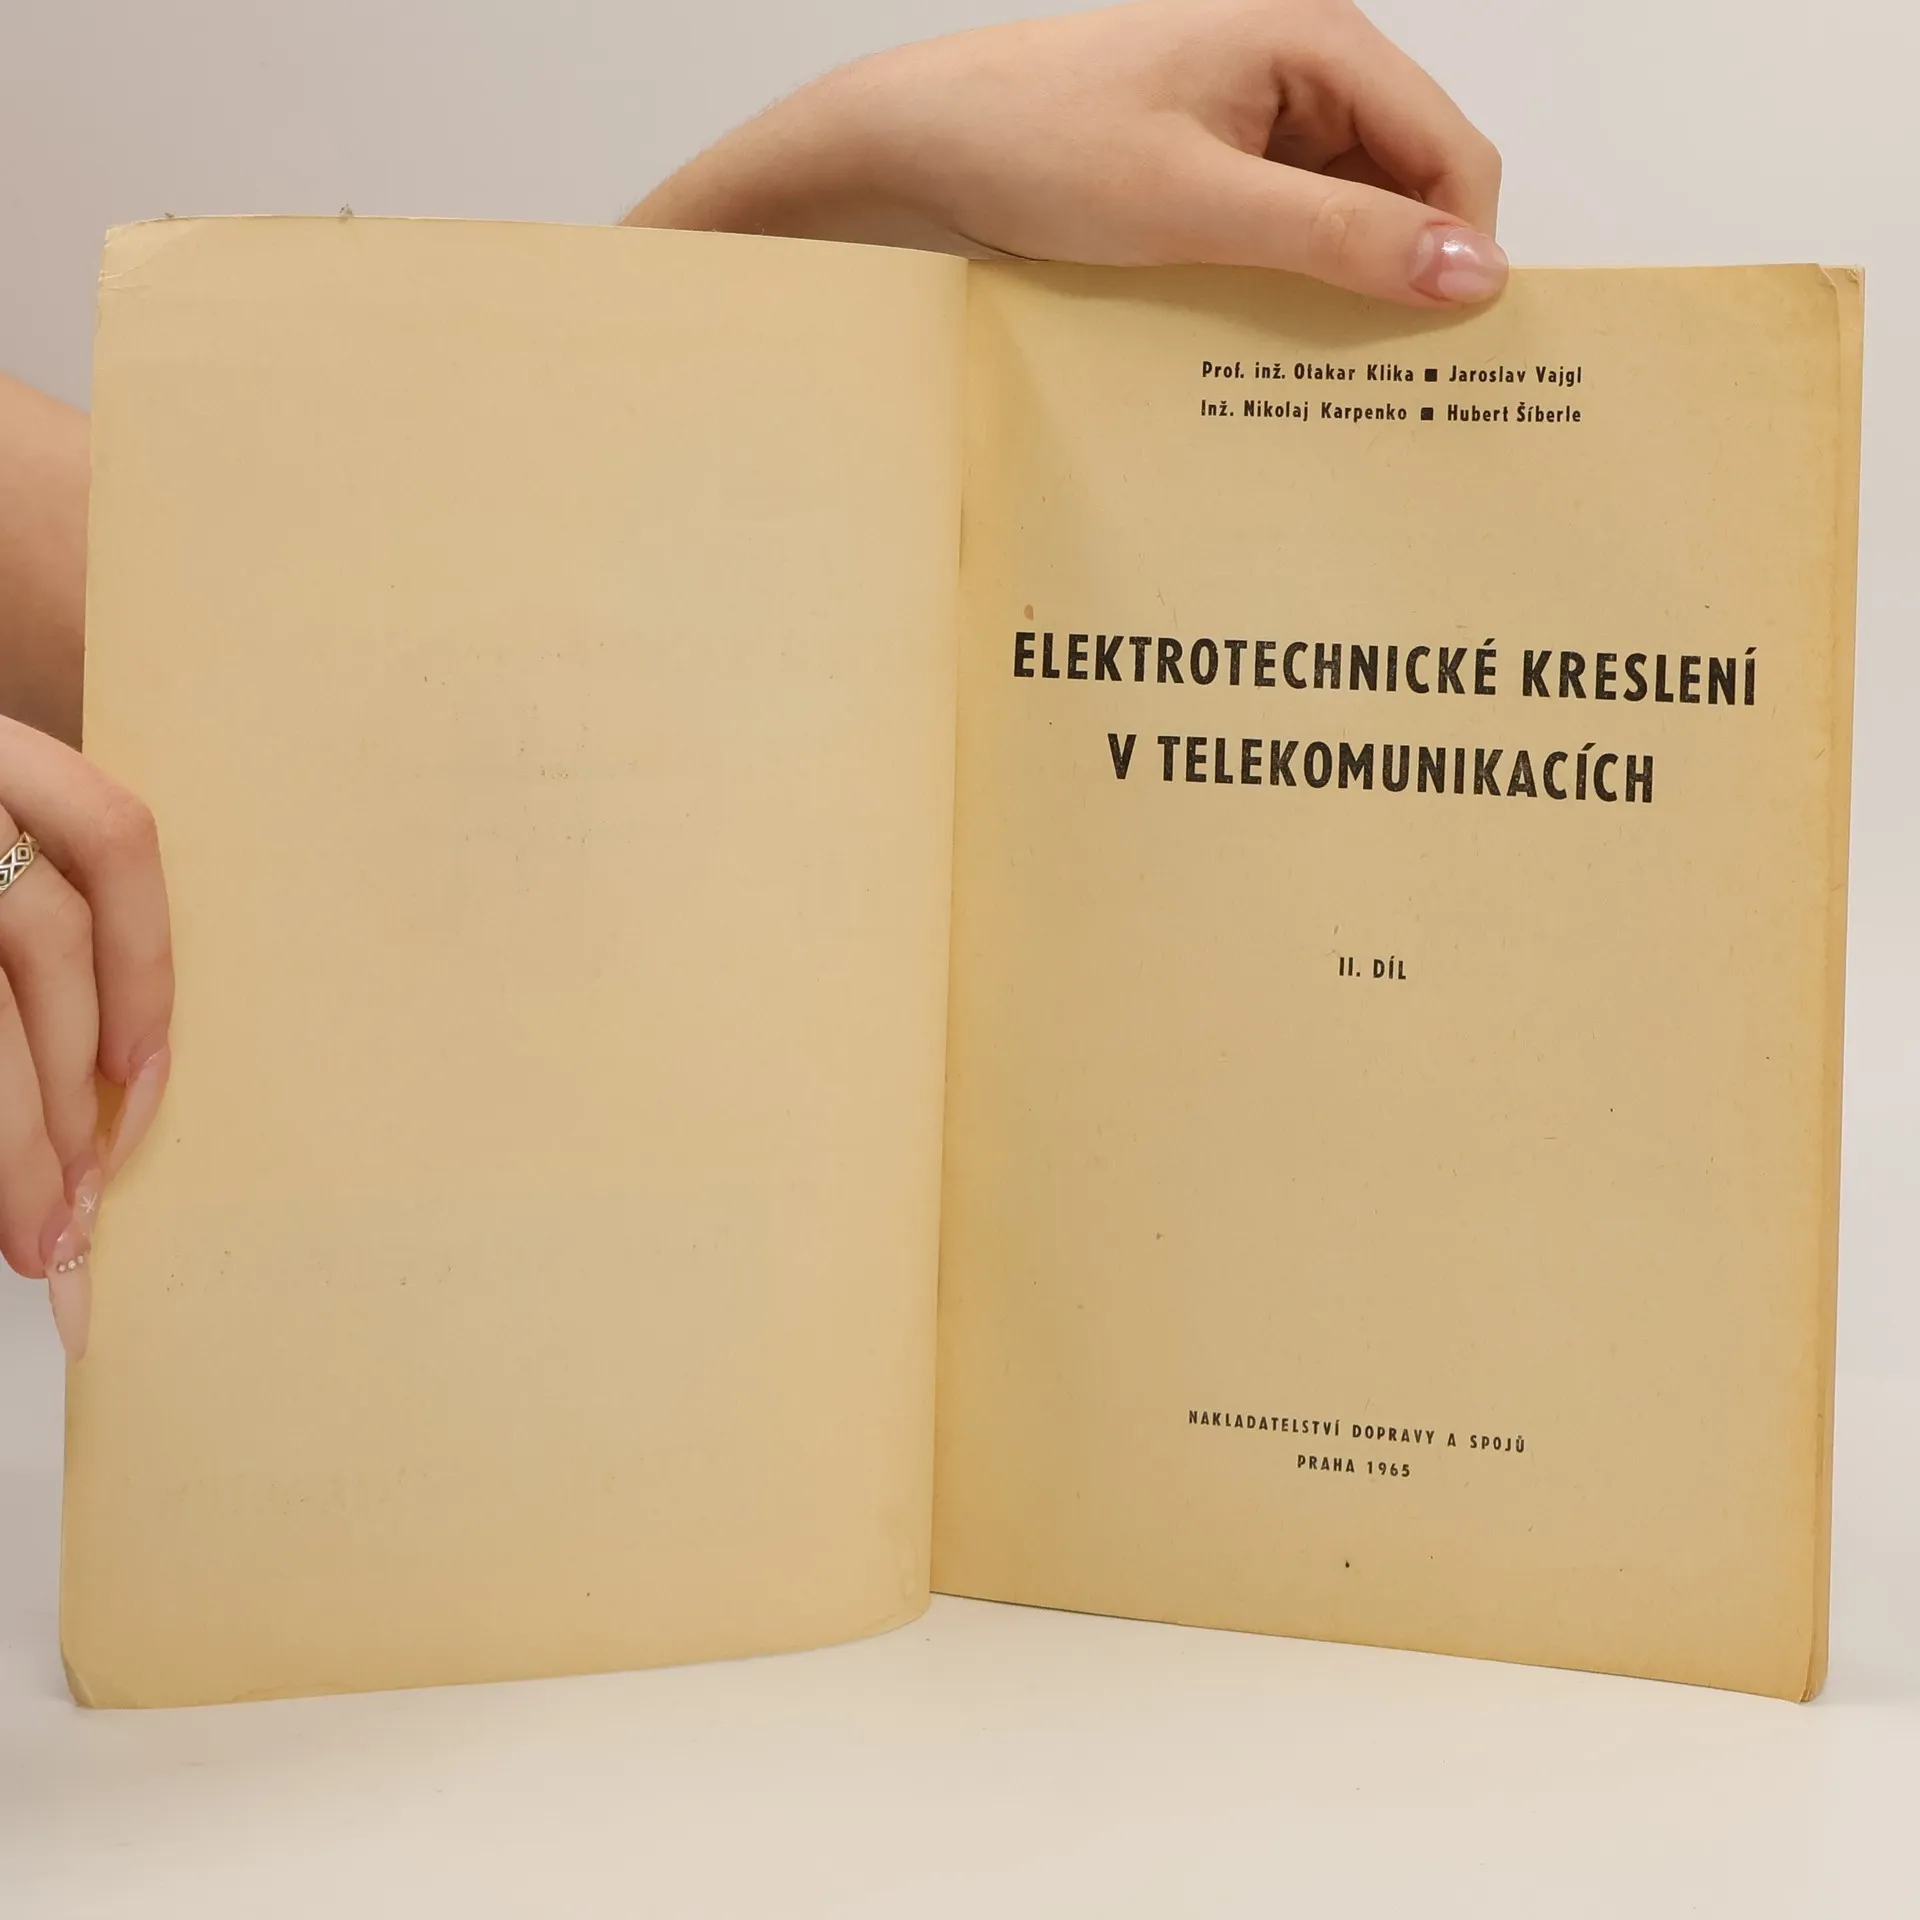 Prof. inž. Otakar Klika ■ Jaroslav Vajgl
Inž. Nikolaj Karpenko ■ Hubert Šíberle
ELEKTROTECHNICKÉ KRESLENÍ
V TELEKOMUNIKACÍCH
II. DÍL
NAKLADATELSTVÍ DOPRAVY A SPOJŮ
PRAHA 1965